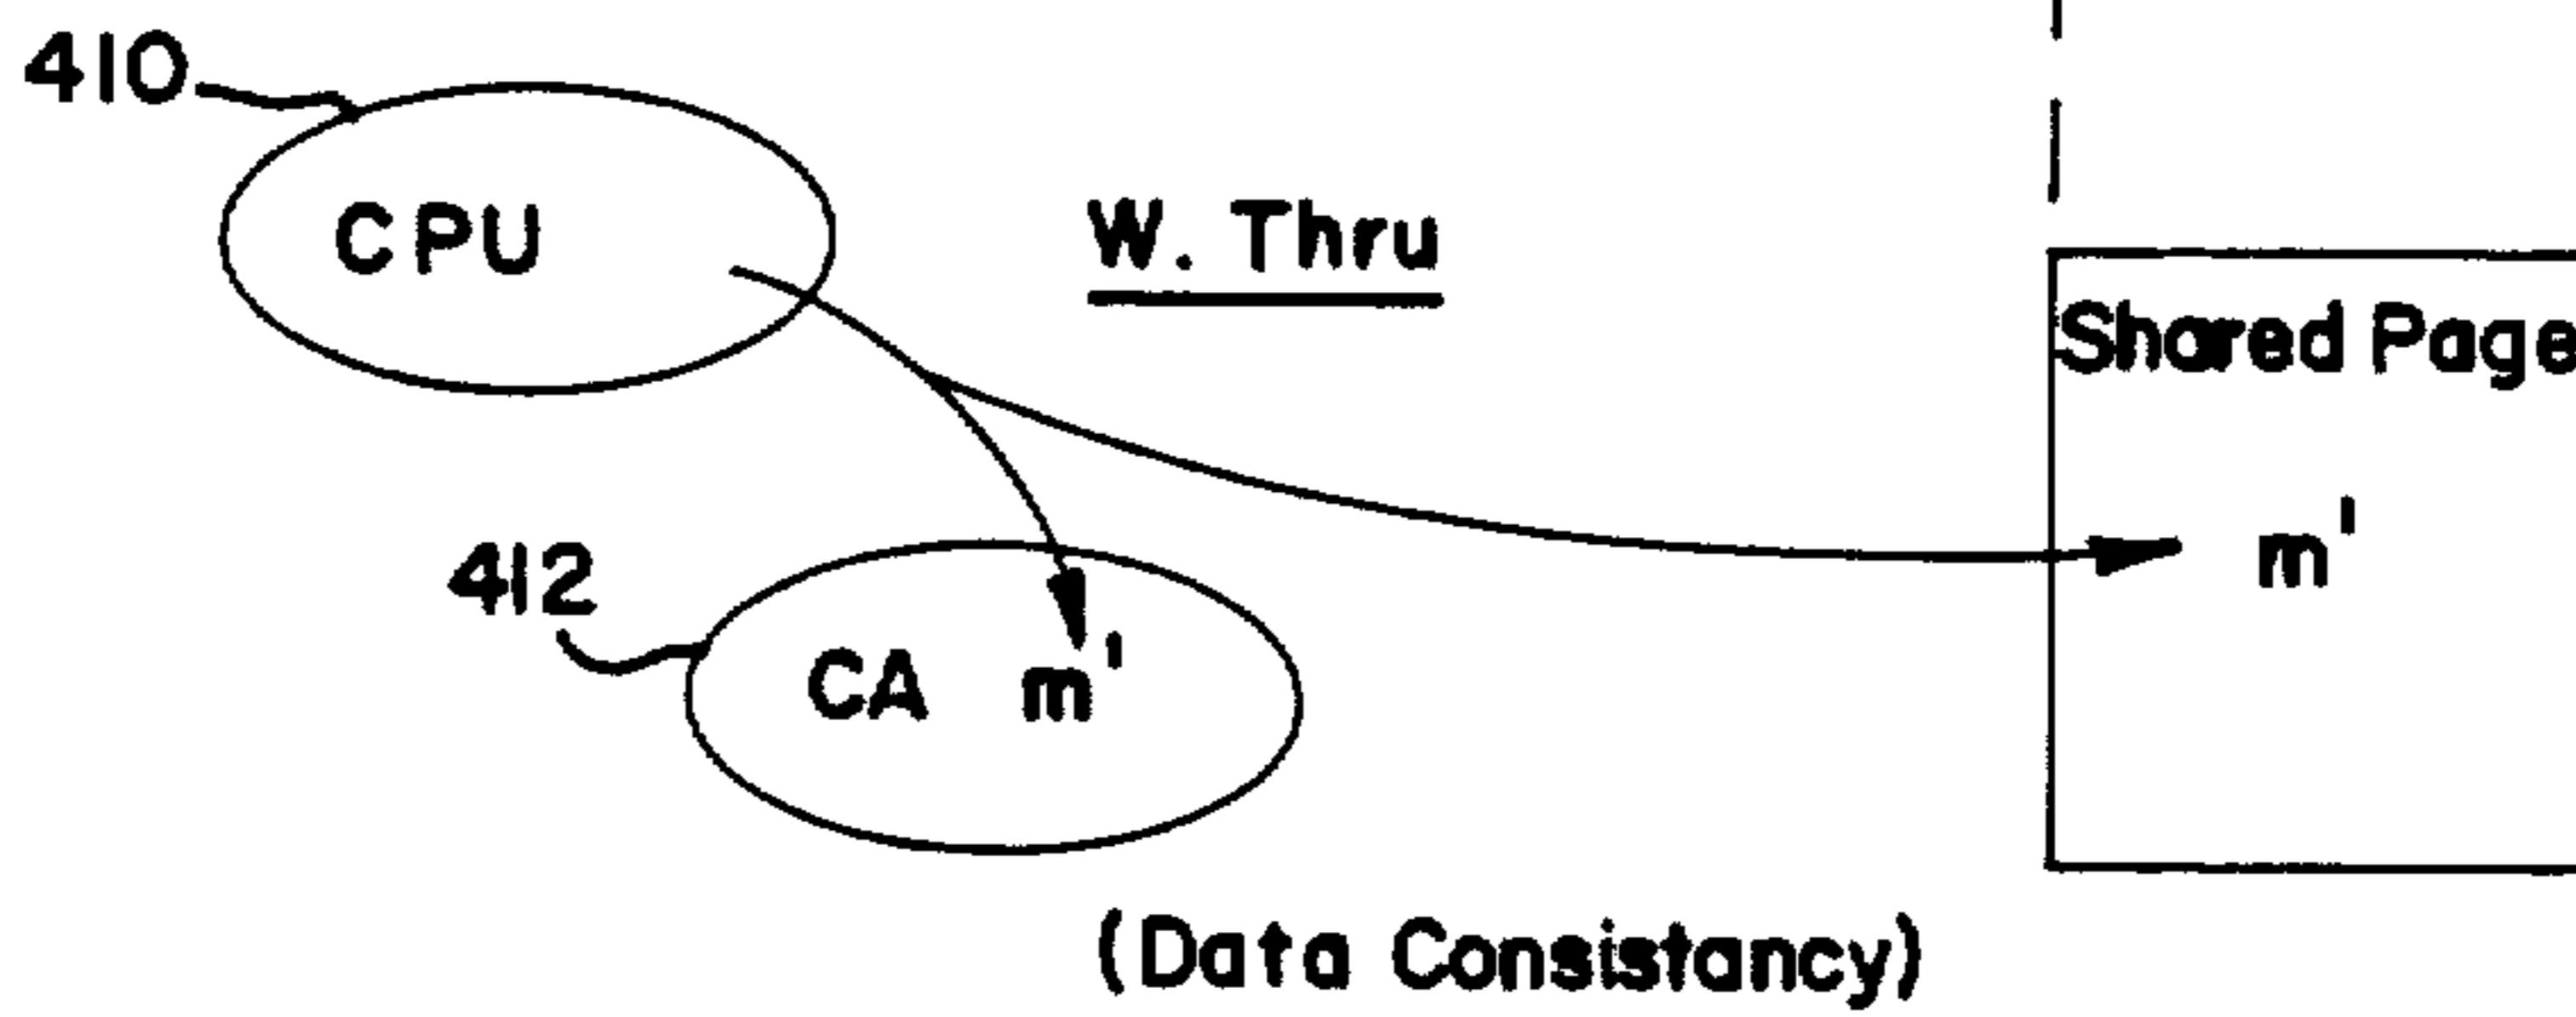 410
CPU
W. Thru
Shared Page
m'
412
CA m'
(Data Consistancy)